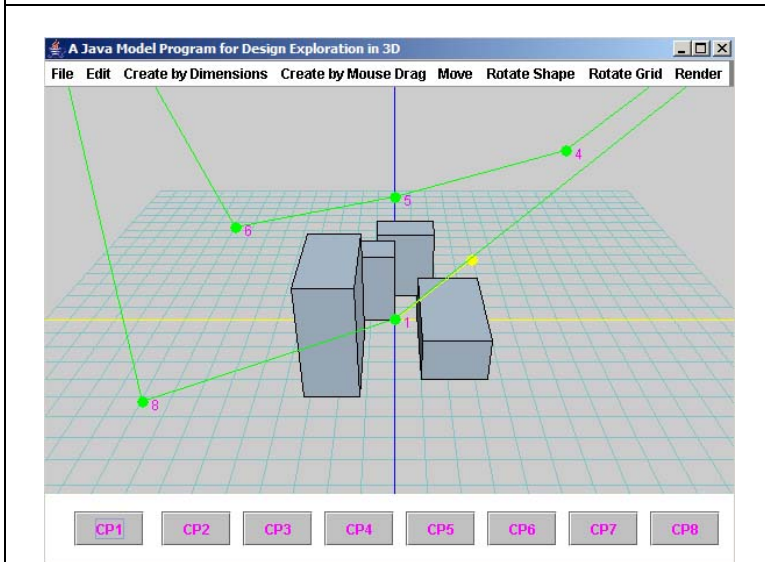 A Java Model Program for Design Exploration in 3D
File Edit Create by Dimensions Create by Mouse Drag Move Rotate Shape Rotate Grid Render
4
5
6
1
8
CP1 CP2 CP3 CP4 CP5 CP6 CP7 CP8